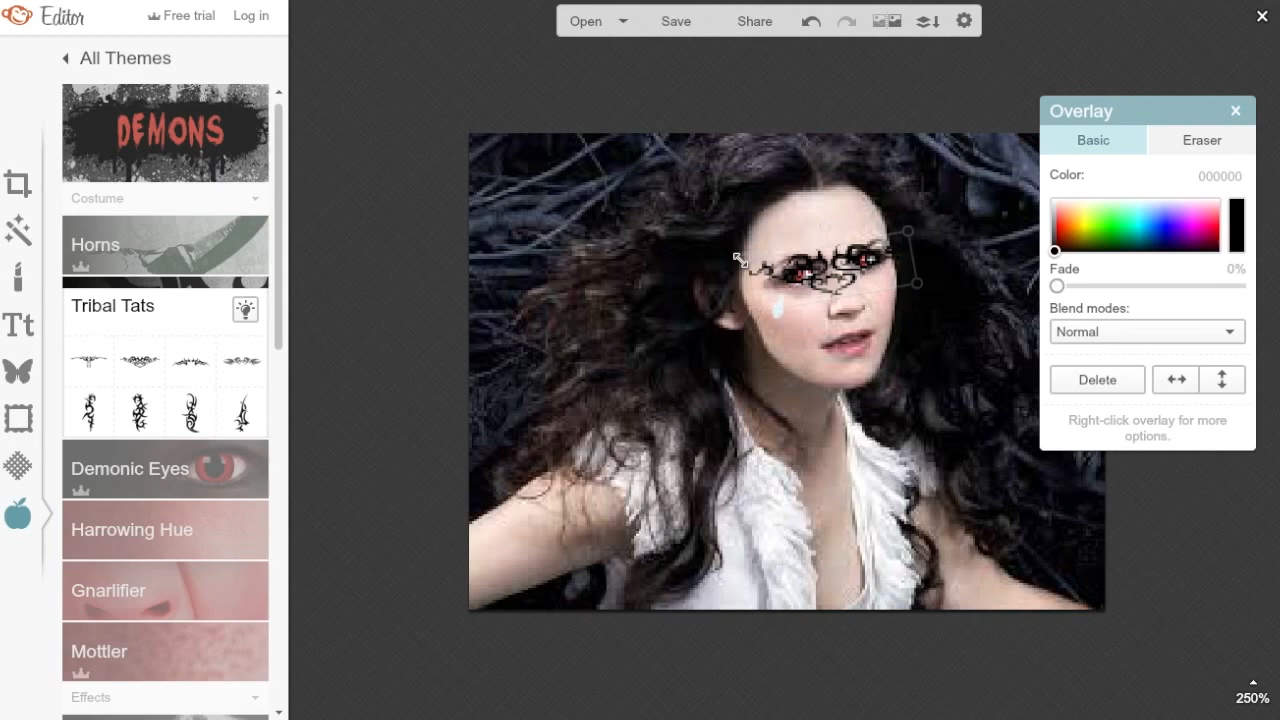 Editor
Free trial
Log in
Open
Save
Share
All Themes
DEMONS
Costume
Horns
Tribal Tats
Demonic Eyes
Harrowing Hue
Gnarlifier
Mottler
Effects
Tt
Overlay
Basic
Eraser
Color:
000000
Fade
0%
Blend modes:
Normal
Delete
Right-click overlay for more
options.
250%